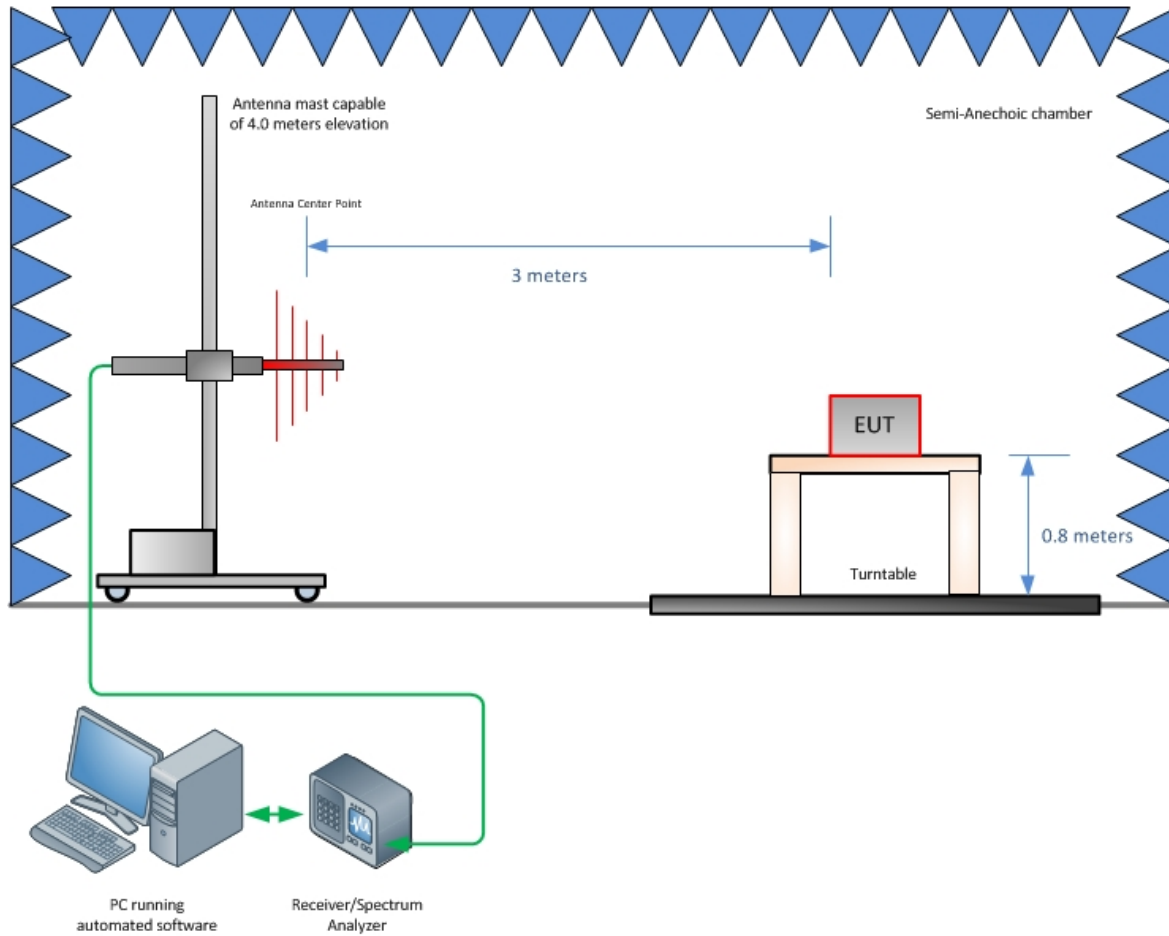 Antenna mast capable
of 4.0 meters elevation
Semi-Anechoic chamber
Antenna Center Point
3 meters
EUT
0.8 meters
Turntable
PC running
automated software
Receiver/Spectrum
Analyzer